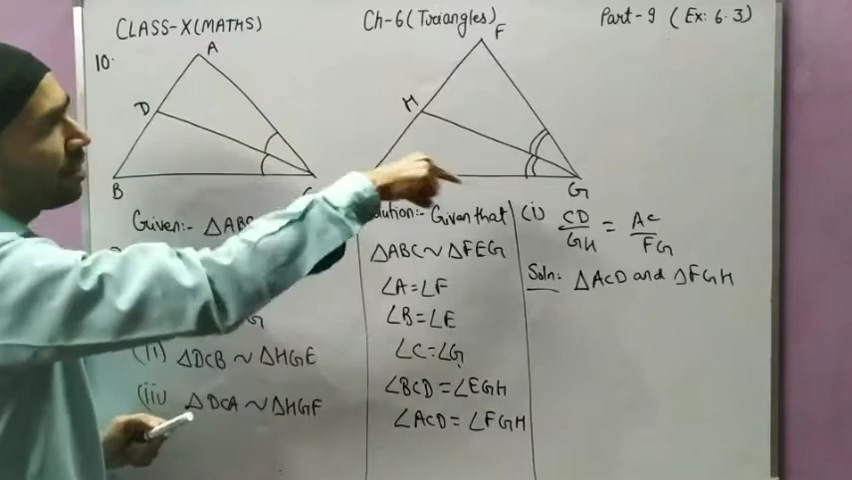 CLASS-X(MATHS) Ch-6(Triangles) Part-9 (Ex: 6.3)
10.
A
D
B
F
H
G
Given:- △ABC
(ii) △DCB ~ △HGE
(iii) △DCA ~ △HGF
Given that
△ABC ~ △FEG
∠A = ∠F
∠B = ∠E
∠C = ∠G
∠BCD = ∠EGH
∠ACD = ∠FGH
(i) CD/GH = AC/FG
Soln: △ACD and △FGH